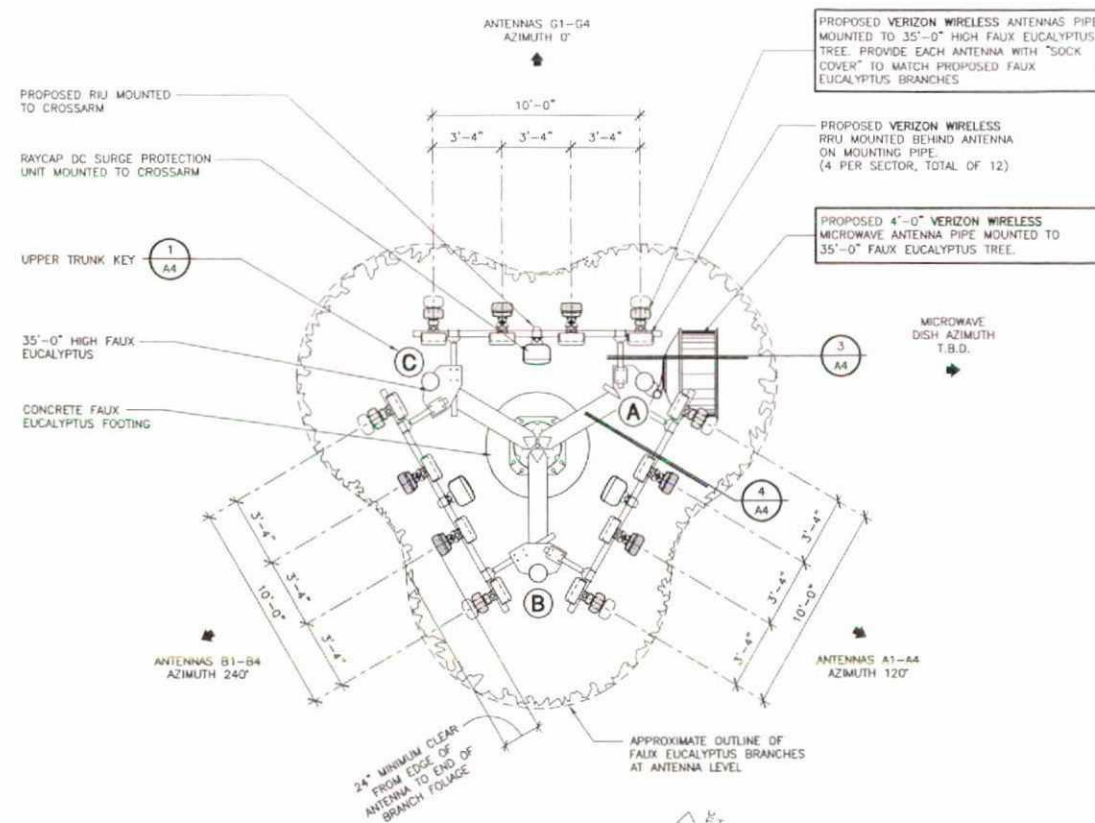 ANTENNAS G1-G4
AZIMUTH 0°
PROPOSED VERIZON WIRELESS ANTENNAS PIPE
MOUNTED TO 35'-0" HIGH FAUX EUCALYPTUS
TREE. PROVIDE EACH ANTENNA WITH "SOCK
COVER" TO MATCH PROPOSED FAUX
EUCALYPTUS BRANCHES
PROPOSED RIU MOUNTED
TO CROSSARM
10'-0"
3'-4"
3'-4"
3'-4"
PROPOSED VERIZON WIRELESS
RRU MOUNTED BEHIND ANTENNA
ON MOUNTING PIPE.
(4 PER SECTOR, TOTAL OF 12)
RAYCAP DC SURGE PROTECTION
UNIT MOUNTED TO CROSSARM
PROPOSED 4'-0" VERIZON WIRELESS
MICROWAVE ANTENNA PIPE MOUNTED TO
35'-0" FAUX EUCALYPTUS TREE.
UPPER TRUNK KEY
1
A4
MICROWAVE
DISH AZIMUTH
T.B.D.
35'-0" HIGH FAUX
EUCALYPTUS
C
3
A4
CONCRETE FAUX
EUCALYPTUS FOOTING
A
4
A4
3'-4"
3'-4"
3'-4"
10'-0"
B
3'-4"
3'-4"
3'-4"
10'-0"
ANTENNAS B1-B4
AZIMUTH 240°
ANTENNAS A1-A4
AZIMUTH 120°
24" MINIMUM CLEAR
FROM EDGE OF
ANTENNA TO END OF
BRANCH FOLIAGE
APPROXIMATE OUTLINE OF
FAUX EUCALYPTUS BRANCHES
AT ANTENNA LEVEL